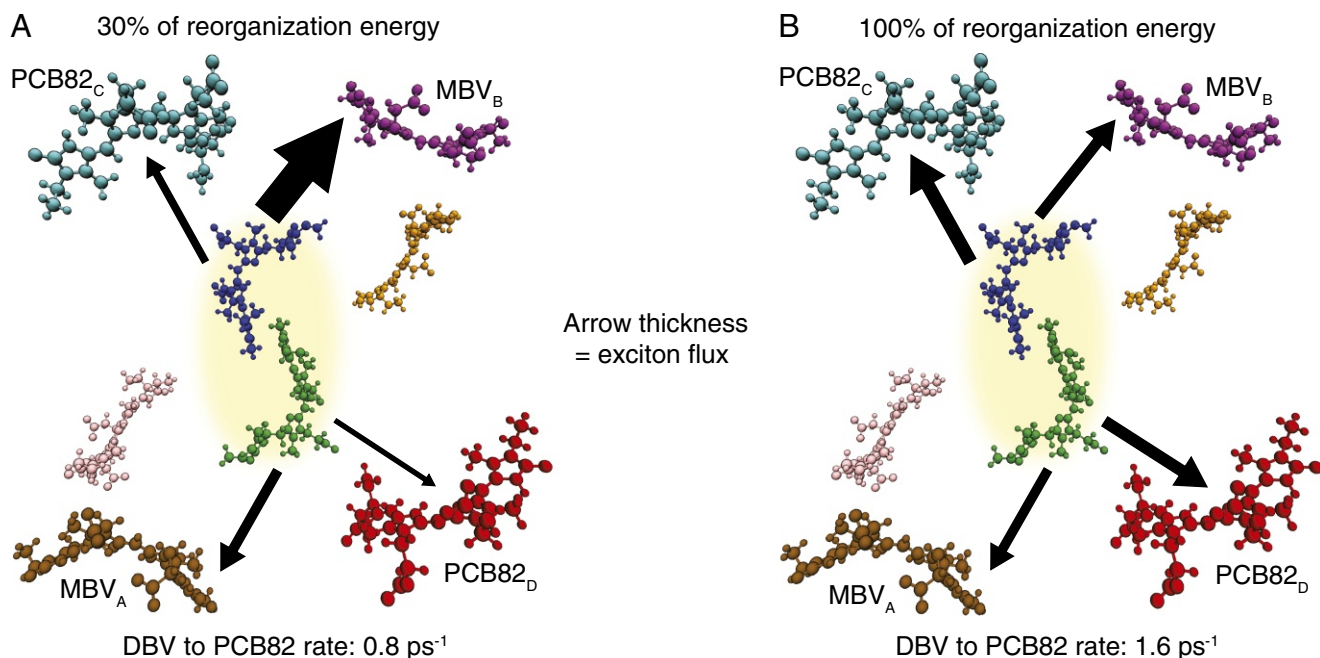 A
30% of reorganization energy
PCB82C
MBVB
MBVA
PCB82D
DBV to PCB82 rate: 0.8 ps-1
Arrow thickness
= exciton flux
B
100% of reorganization energy
PCB82C
MBVB
MBVA
PCB82D
DBV to PCB82 rate: 1.6 ps-1